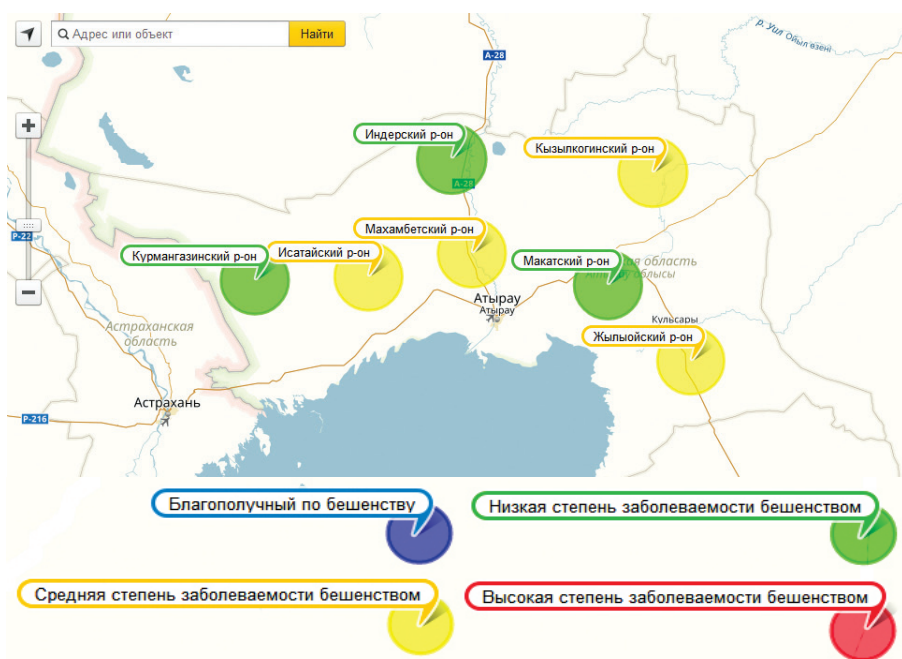 Адрес или объект
Найти
А-28
р. Уил Ойыл өзені
Индерский р-он
Кызылкогинский р-он
А-28
Махамбетский р-он
Р-22
Курмангазинский р-он
Исатайский р-он
Макатский р-он
область
облысы
Атырау
Атырау
Кульсары
Астраханская
область
Жылыойский р-он
Астрахань
Р-216
Благополучный по бешенству
Низкая степень заболеваемости бешенством
Средняя степень заболеваемости бешенством
Высокая степень заболеваемости бешенством